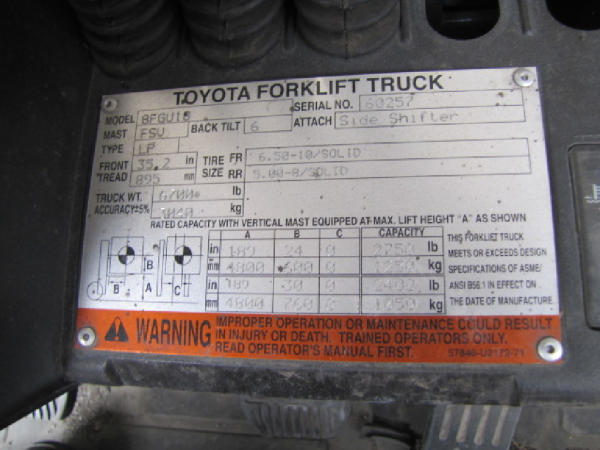 TOYOTA FORKLIFT TRUCK
MODEL 8FGU15 SERIAL NO. 60257
MAST FSV BACK TILT 6 ATTACH Side Shifter
TYPE LP
FRONT TREAD 35.2 in 895 mm
TIRE SIZE FR 6.50-10/SOLID
RR 5.00-8/SOLID
TRUCK WT. lb
ACCURACY±5% kg
RATED CAPACITY WITH VERTICAL MAST EQUIPPED AT MAX. LIFT HEIGHT "A" AS SHOWN
A B C CAPACITY
in 189 24 0 2750 lb
mm 4800 600 0 1250 kg
in 189 30 0 lb
mm 4800 760 0 1050 kg
B B A C
THIS FORKLIFT TRUCK
MEETS OR EXCEEDS DESIGN
SPECIFICATIONS OF ASME/
ANSI B56.1 IN EFFECT ON
THE DATE OF MANUFACTURE.
WARNING
IMPROPER OPERATION OR MAINTENANCE COULD RESULT
IN INJURY OR DEATH. TRAINED OPERATORS ONLY.
READ OPERATOR'S MANUAL FIRST.
57840-U2172-71